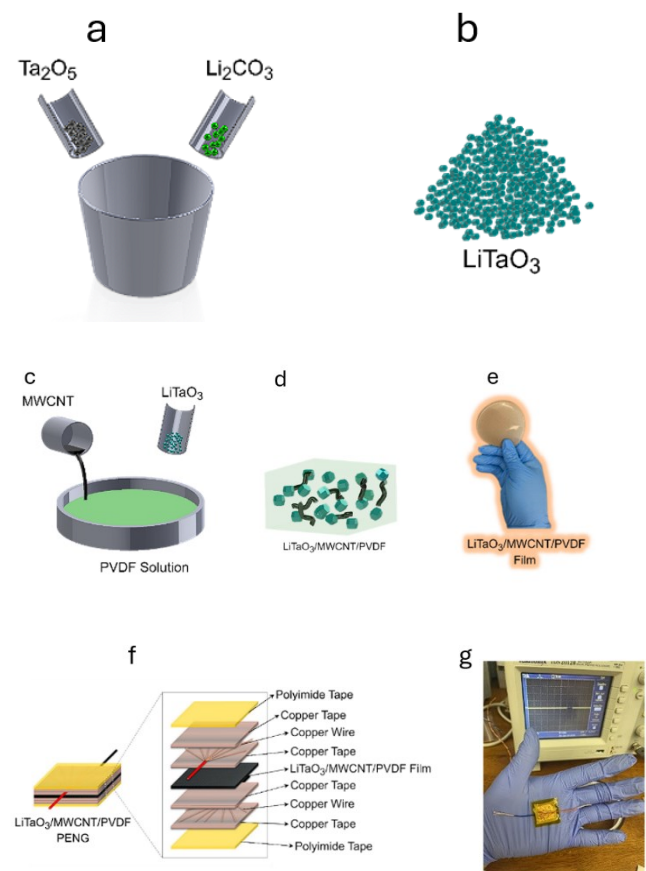 a
b
Ta₂O₅
Li₂CO₃
LiTaO₃
c
d
e
MWCNT
LiTaO₃
PVDF Solution
LiTaO₃/MWCNT/PVDF
LiTaO₃/MWCNT/PVDF
Film
f
g
Polyimide Tape
Copper Tape
Copper Wire
Copper Tape
LiTaO₃/MWCNT/PVDF Film
Copper Tape
Copper Wire
Copper Tape
Polyimide Tape
LiTaO₃/MWCNT/PVDF
PENG